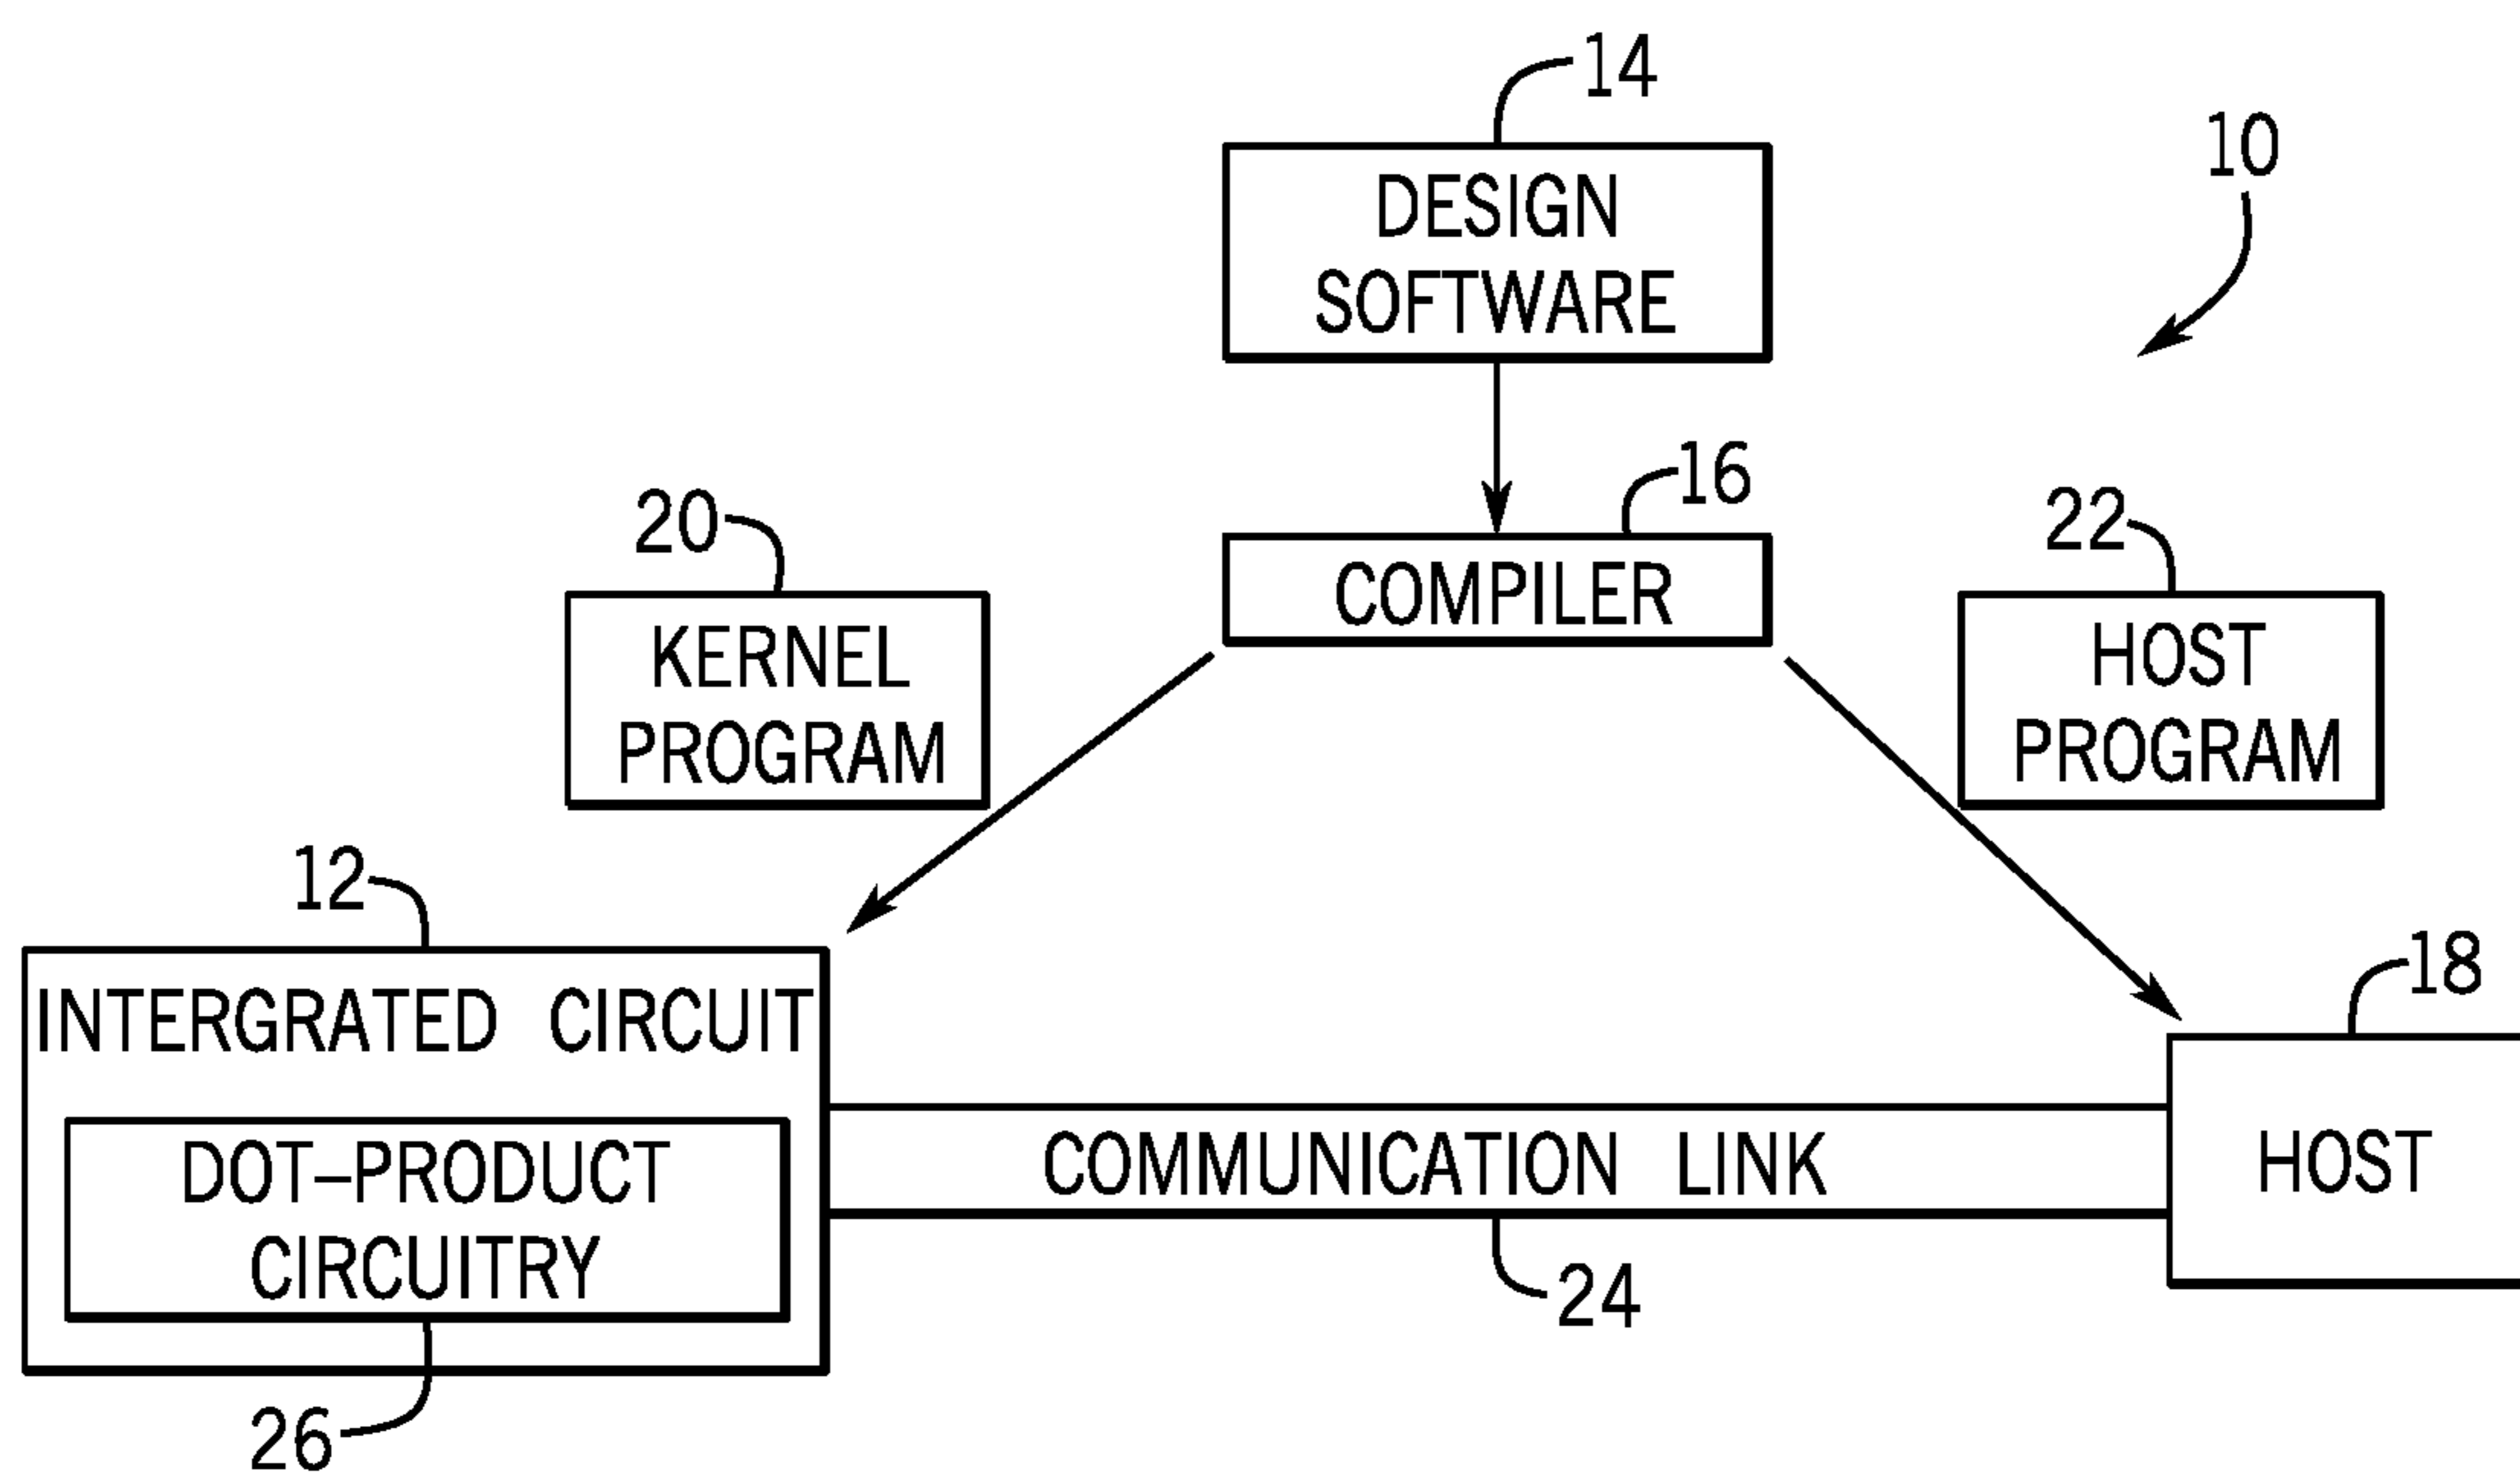 14
10
DESIGN
SOFTWARE
16
20
22
COMPILER
KERNEL
PROGRAM
HOST
PROGRAM
12
18
INTERGRATED CIRCUIT
DOT–PRODUCT
CIRCUITRY
COMMUNICATION LINK
HOST
24
26